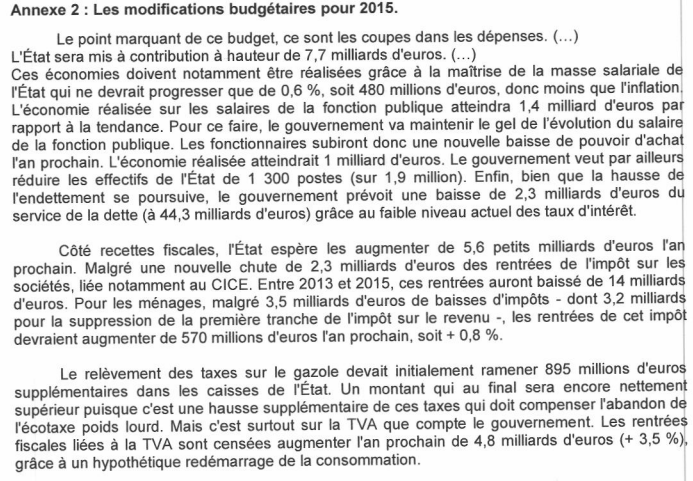 Annexe 2 : Les modifications budgétaires pour 2015.
Le point marquant de ce budget, ce sont les coupes dans les dépenses. (...)
L'État sera mis à contribution à hauteur de 7,7 milliards d'euros. (...)
Ces économies doivent notamment être réalisées grâce à la maîtrise de la masse salariale de
l'État qui ne devrait progresser que de 0,6 %, soit 480 millions d'euros, donc moins que l'inflation.
L'économie réalisée sur les salaires de la fonction publique atteindra 1,4 milliard d'euros par
rapport à la tendance. Pour ce faire, le gouvernement va maintenir le gel de l'évolution du salaire
de la fonction publique. Les fonctionnaires subiront donc une nouvelle baisse de pouvoir d'achat
l'an prochain. L'économie réalisée atteindrait 1 milliard d'euros. Le gouvernement veut par ailleurs
réduire les effectifs de l'État de 1 300 postes (sur 1,9 million). Enfin, bien que la hausse de
l'endettement se poursuive, le gouvernement prévoit une baisse de 2,3 milliards d'euros du
service de la dette (à 44,3 milliards d'euros) grâce au faible niveau actuel des taux d'intérêt.
Côté recettes fiscales, l'État espère les augmenter de 5,6 petits milliards d'euros l'an
prochain. Malgré une nouvelle chute de 2,3 milliards d'euros des rentrées de l'impôt sur les
sociétés, liée notamment au CICE. Entre 2013 et 2015, ces rentrées auront baissé de 14 milliards
d'euros. Pour les ménages, malgré 3,5 milliards d'euros de baisses d'impôts - dont 3,2 milliards
pour la suppression de la première tranche de l'impôt sur le revenu -, les rentrées de cet impôt
devraient augmenter de 570 millions d'euros l'an prochain, soit + 0,8 %.
Le relèvement des taxes sur le gazole devait initialement ramener 895 millions d'euros
supplémentaires dans les caisses de l'État. Un montant qui au final sera encore nettement
supérieur puisque c'est une hausse supplémentaire de ces taxes qui doit compenser l'abandon de
l'écotaxe poids lourd. Mais c'est surtout sur la TVA que compte le gouvernement. Les rentrées
fiscales liées à la TVA sont censées augmenter l'an prochain de 4,8 milliards d'euros (+ 3,5 %),
grâce à un hypothétique redémarrage de la consommation.